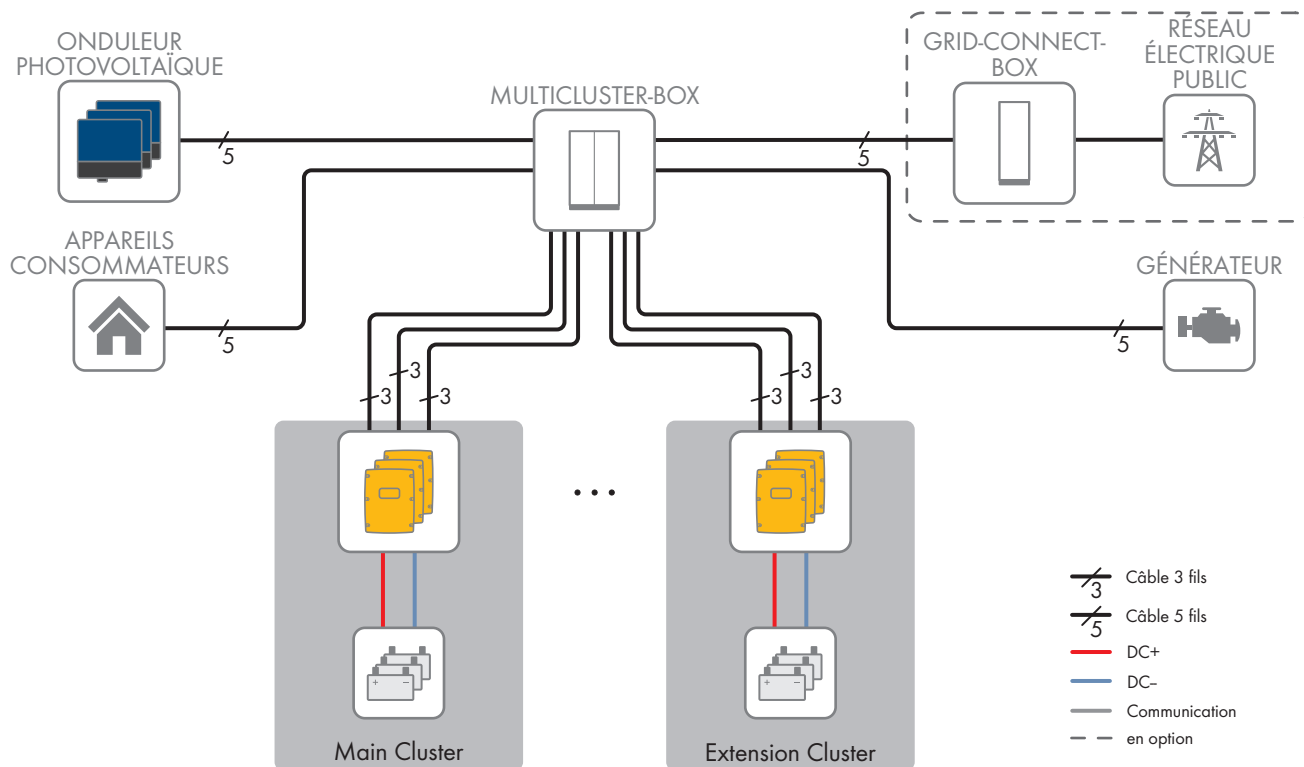 ONDULEUR
PHOTOVOLTAÏQUE
MULTICLUSTER-BOX
GRID-CONNECT-
BOX
RÉSEAU
ÉLECTRIQUE
PUBLIC
5
5
APPAREILS
CONSOMMATEURS
GÉNÉRATEUR
5
5
3
3
3
3
3
3
...
+ −
+ −
Main Cluster
Extension Cluster
3 Câble 3 fils
5 Câble 5 fils
DC+
DC–
Communication
en option